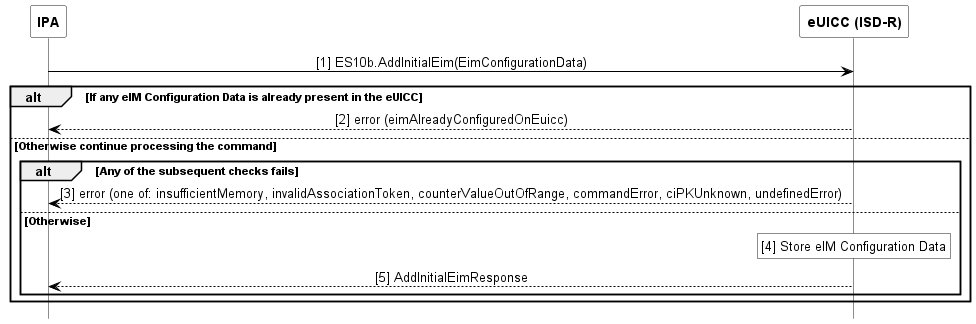 IPA
eUICC (ISD-R)
[1] ES10b.AddInitialEim(EimConfigurationData)
alt
[If any eIM Configuration Data is already present in the eUICC]
[2] error (eimAlreadyConfiguredOnEuicc)
[Otherwise continue processing the command]
alt
[Any of the subsequent checks fails]
[3] error (one of: insufficientMemory, invalidAssociationToken, counterValueOutOfRange, commandError, ciPKUnknown, undefinedError)
[Otherwise]
[4] Store eIM Configuration Data
[5] AddInitialEimResponse